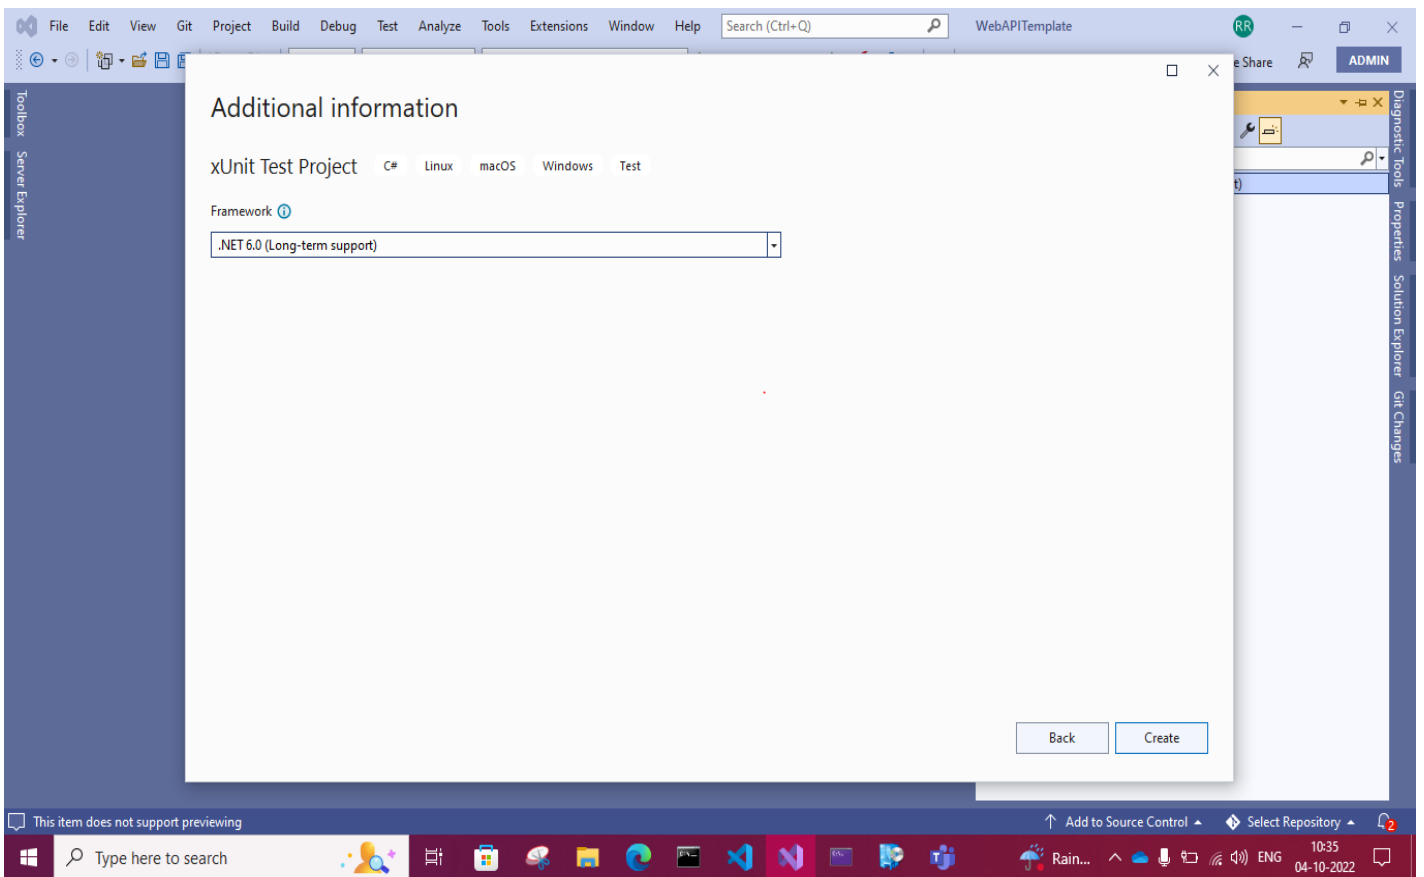 File Edit View Git Project Build Debug Test Analyze Tools Extensions Window Help Search (Ctrl+Q) WebAPITemplate RR
e Share ADMIN
Additional information
xUnit Test Project C# Linux macOS Windows Test
Framework
.NET 6.0 (Long-term support)
t)
Toolbox
Server Explorer
Diagnostic Tools
Properties
Solution Explorer
Git Changes
Back Create
This item does not support previewing Add to Source Control Select Repository 2
Type here to search Rain... ENG 10:35
04-10-2022